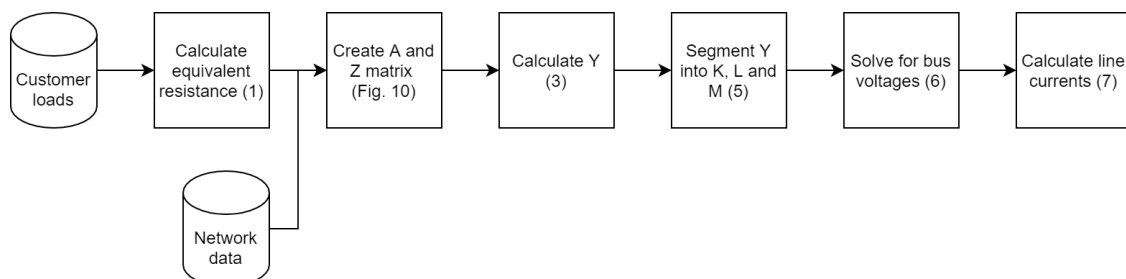 Customer
loads
Calculate
equivalent
resistance (1)
Create A and
Z matrix
(Fig. 10)
Calculate Y
(3)
Segment Y
into K, L and
M (5)
Solve for bus
voltages (6)
Calculate line
currents (7)
Network
data